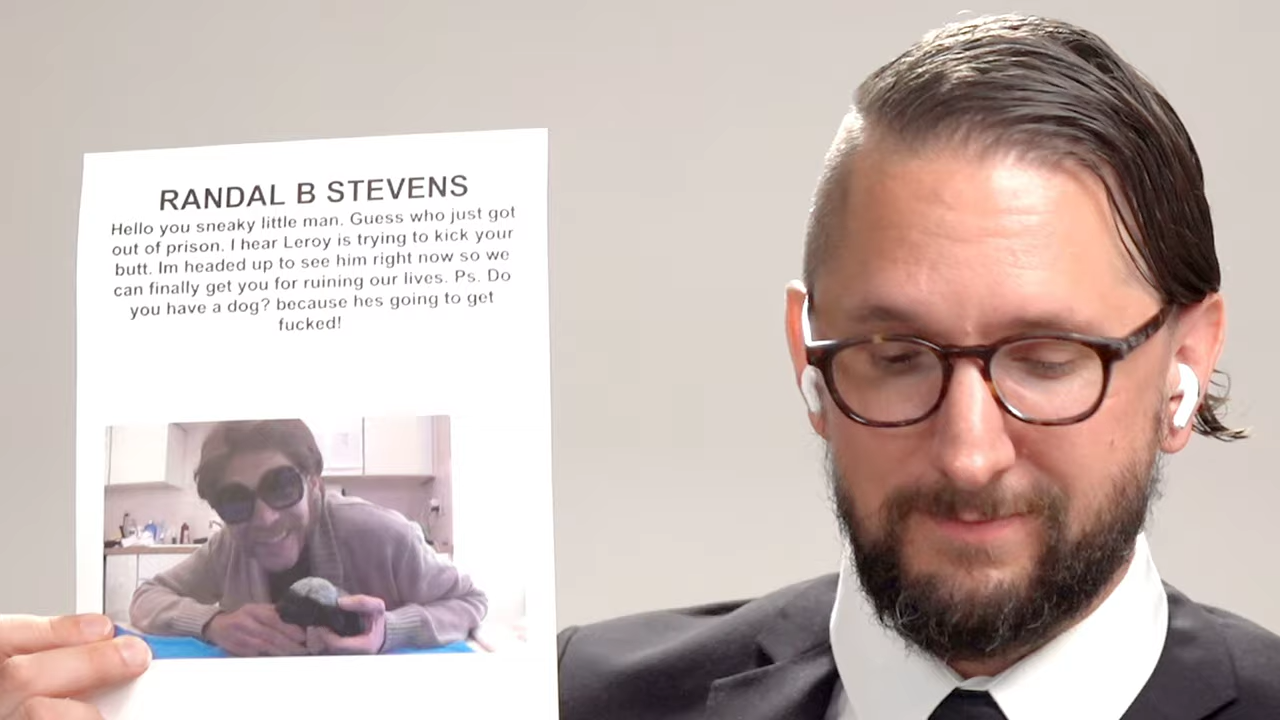 RANDAL B STEVENS
Hello you sneaky little man. Guess who just got
out of prison. I hear Leroy is trying to kick your
butt. Im headed up to see him right now so we
can finally get you for ruining our lives. Ps. Do
you have a dog? because hes going to get
fucked!